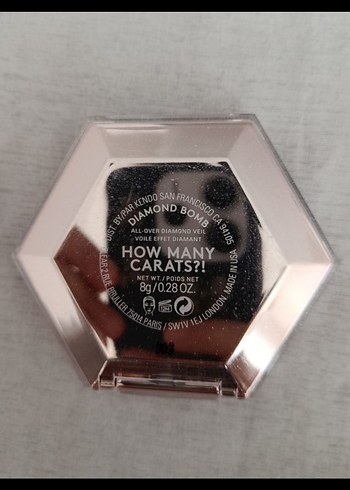 DIST. BY/PAR KENDO SAN FRANCISCO CA 94105
DIAMOND BOMB
ALL-OVER DIAMOND VEIL
VOILE EFFET DIAMANT
HOW MANY
CARATS?!
NET WT. / POIDS NET
8g/0.28 OZ.
75014 PARIS / SW1V 1EJ LONDON. MADE IN USA